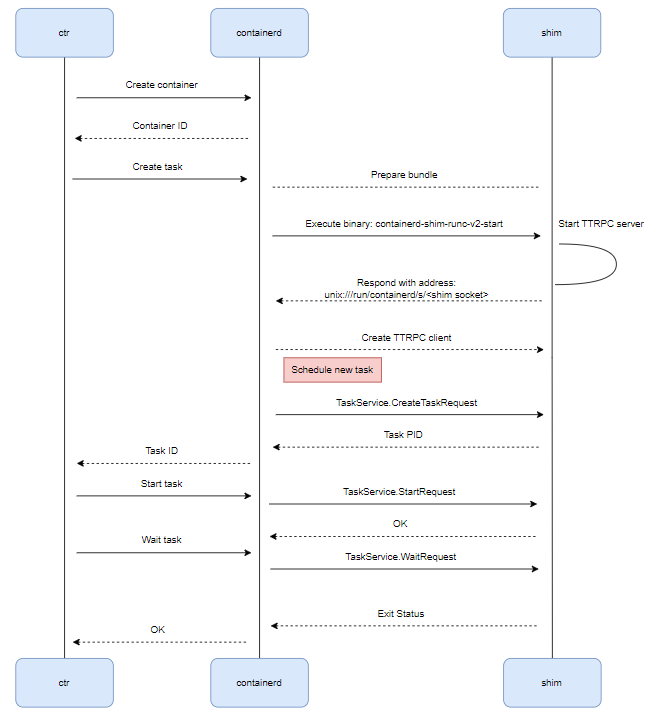 ctr
containerd
shim
Create container
Container ID
Create task
Prepare bundle
Execute binary: containerd-shim-runc-v2-start
Start TTRPC server
Respond with address:
unix:///run/containerd/s/<shim socket>
Create TTRPC client
Schedule new task
TaskService.CreateTaskRequest
Task PID
Task ID
Start task
TaskService.StartRequest
OK
Wait task
TaskService.WaitRequest
Exit Status
OK
ctr
containerd
shim